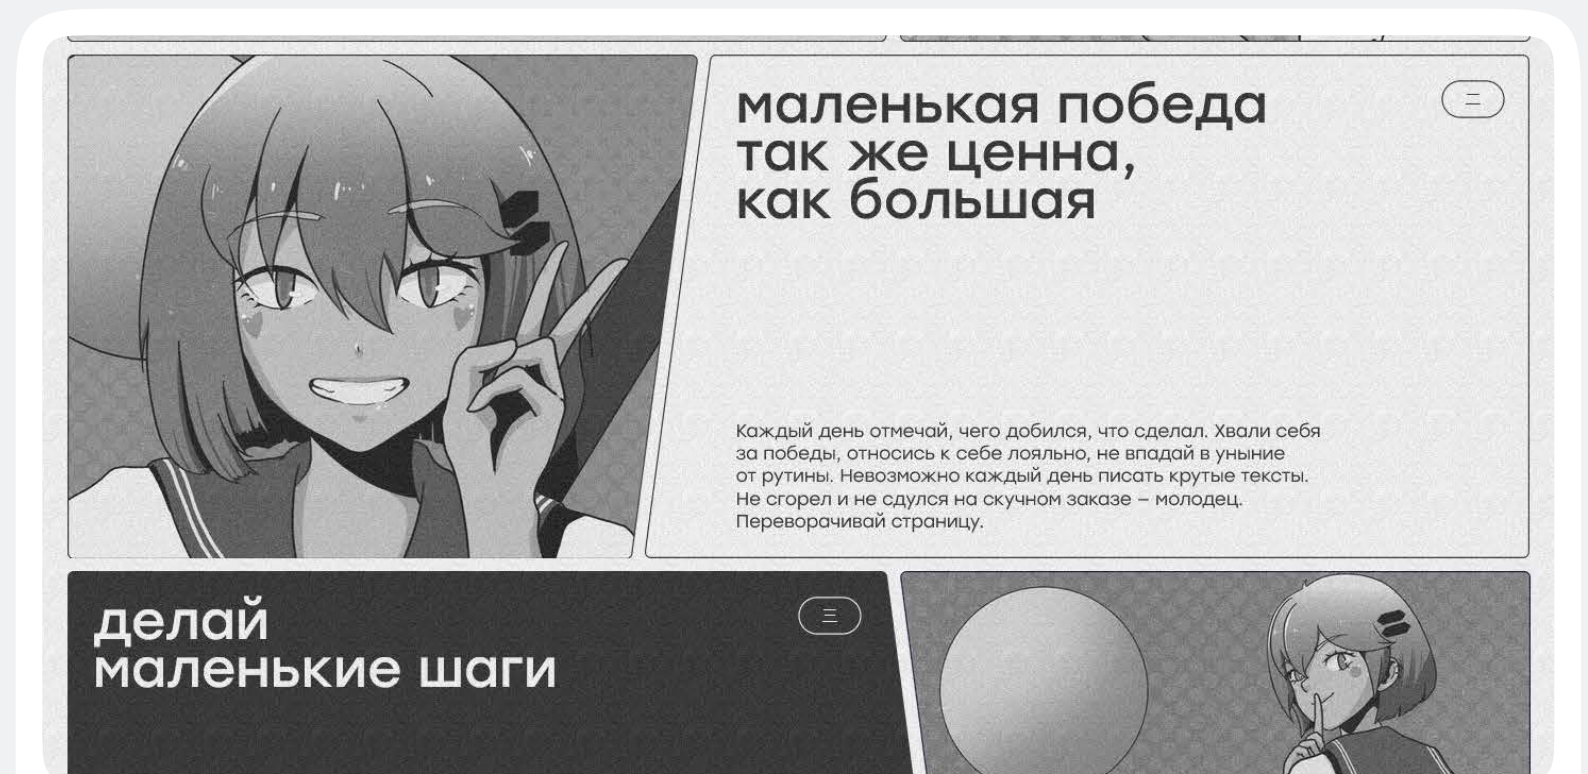 маленькая победа
так же ценна,
как большая
二
Каждый день отмечай, чего добился, что сделал. Хвали себя
за победы, относись к себе лояльно, не впадай в уныние
от рутины. Невозможно каждый день писать крутые тексты.
Не сгорел и не сдулся на скучном заказе – молодец.
Переворачивай страницу.
делай
маленькие шаги
三